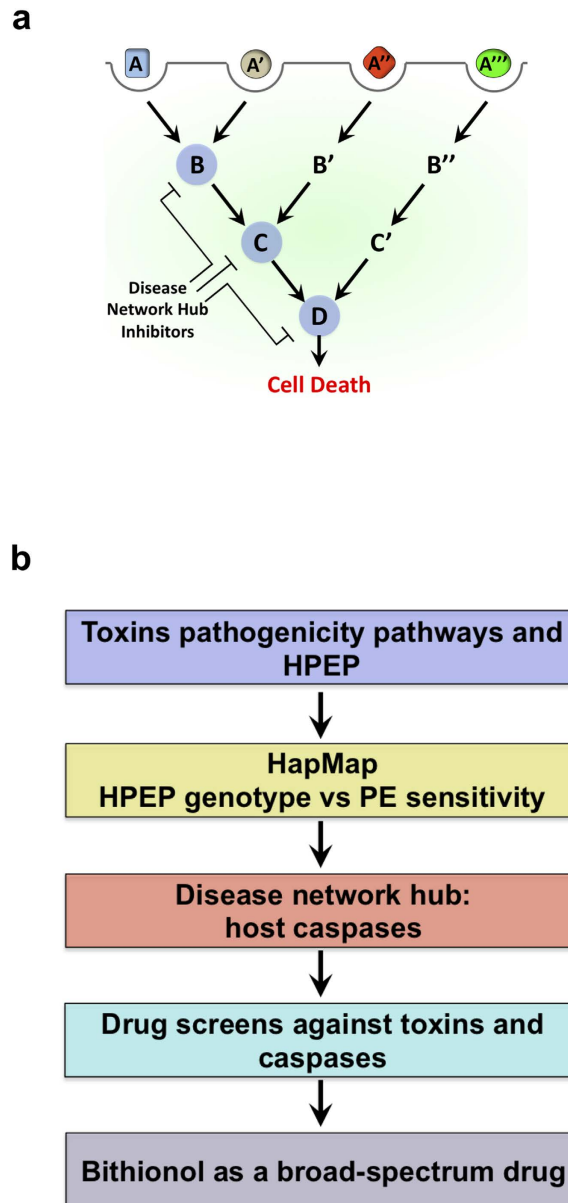 a
A A' A'' A'''
B B' B''
C C'
Disease
Network Hub
Inhibitors
D
Cell Death
b
Toxins pathogenicity pathways and
HPEP
HapMap
HPEP genotype vs PE sensitivity
Disease network hub:
host caspases
Drug screens against toxins and
caspases
Bithionol as a broad-spectrum drug